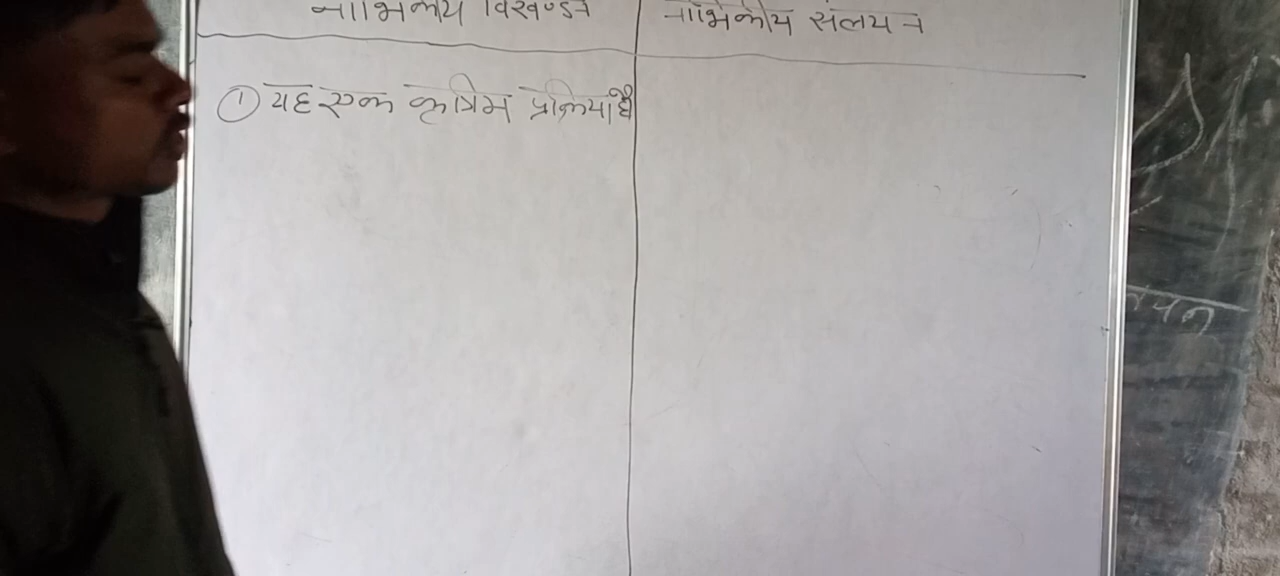 नाभिकीय विखण्डन
नाभिकीय संलयन
① यह एक कृत्रिम प्रक्रिया है